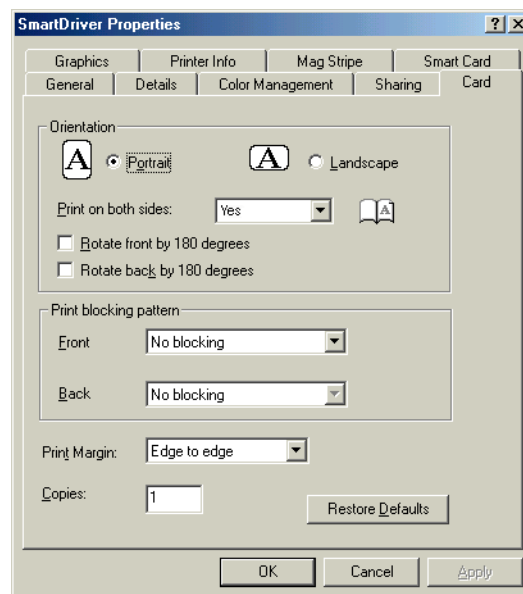 SmartDriver Properties
Graphics Printer Info Mag Stripe Smart Card
General Details Color Management Sharing Card
Orientation
A Portrait A Landscape
Print on both sides: Yes A
Rotate front by 180 degrees
Rotate back by 180 degrees
Print blocking pattern
Front No blocking
Back No blocking
Print Margin: Edge to edge
Copies: 1
Restore Defaults
OK Cancel Apply